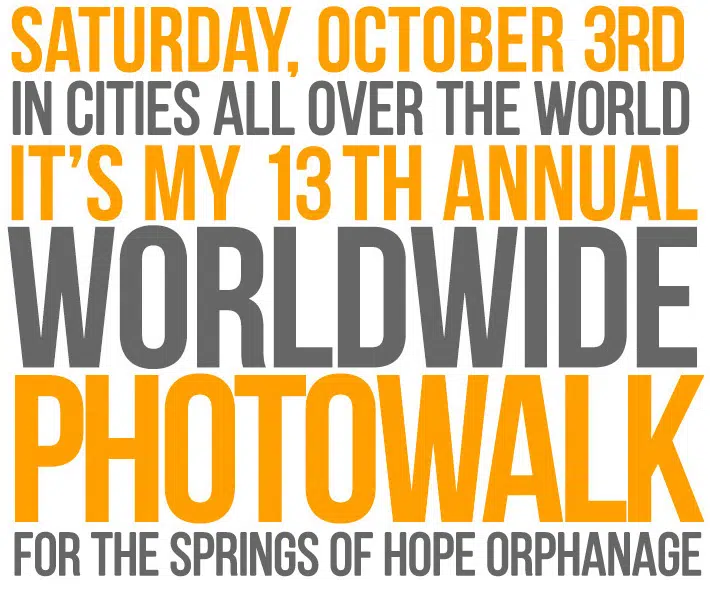 SATURDAY, OCTOBER 3RD
IN CITIES ALL OVER THE WORLD
IT'S MY 13TH ANNUAL
WORLDWIDE
PHOTOWALK
FOR THE SPRINGS OF HOPE ORPHANAGE